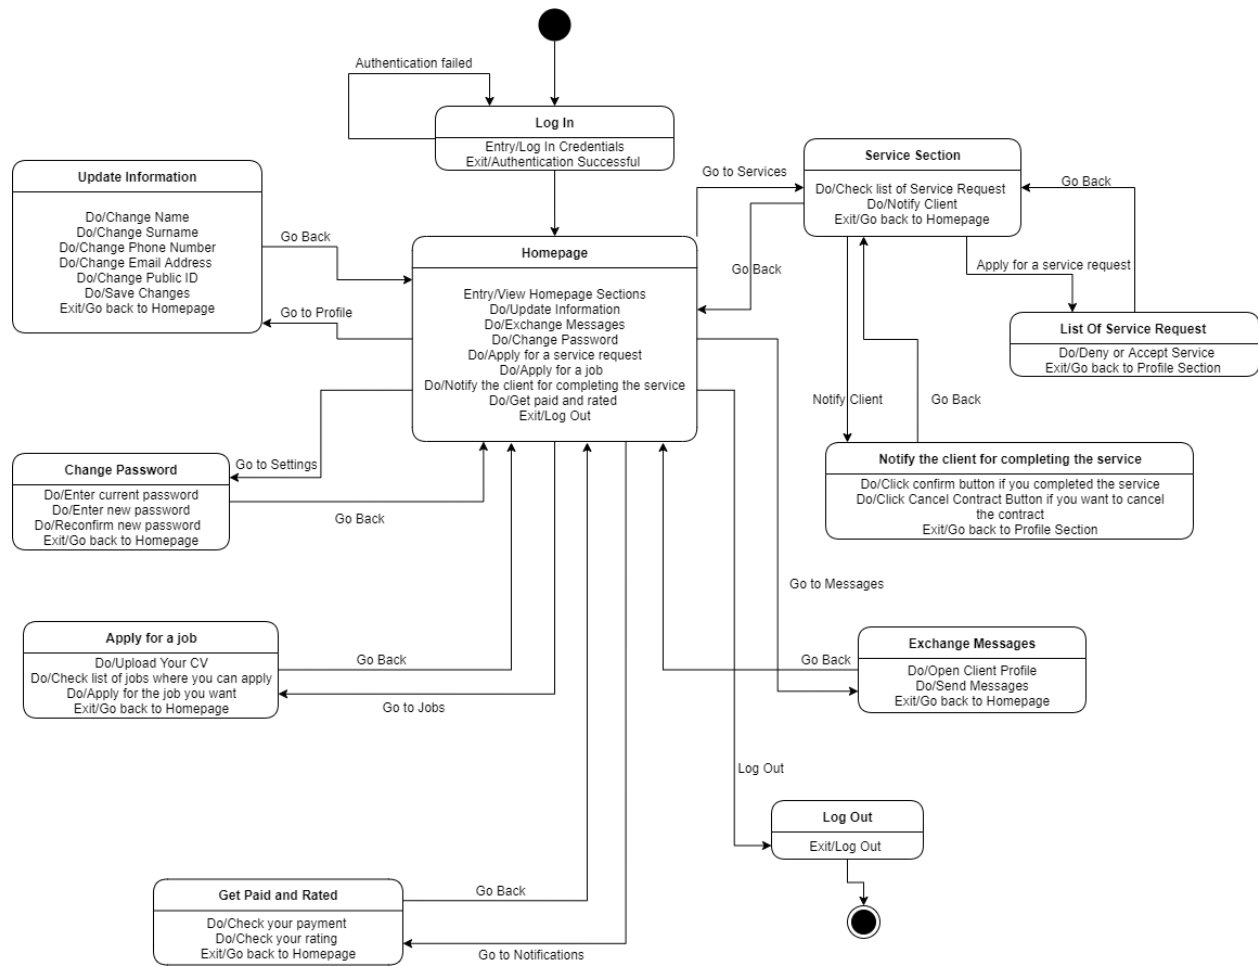 Authentication failed
Log In
Entry/Log In Credentials
Exit/Authentication Successful
Update Information
Do/Change Name
Do/Change Surname
Do/Change Phone Number
Do/Change Email Address
Do/Change Public ID
Do/Save Changes
Exit/Go back to Homepage
Go Back
Go to Profile
Homepage
Entry/View Homepage Sections
Do/Update Information
Do/Exchange Messages
Do/Change Password
Do/Apply for a service request
Do/Apply for a job
Do/Notify the client for completing the service
Do/Get paid and rated
Exit/Log Out
Go to Services
Go Back
Service Section
Do/Check list of Service Request
Do/Notify Client
Exit/Go back to Homepage
Go Back
Apply for a service request
List Of Service Request
Do/Deny or Accept Service
Exit/Go back to Profile Section
Notify Client
Go Back
Notify the client for completing the service
Do/Click confirm button if you completed the service
Do/Click Cancel Contract Button if you want to cancel
the contract
Exit/Go back to Profile Section
Go to Settings
Change Password
Do/Enter current password
Do/Enter new password
Do/Reconfirm new password
Exit/Go back to Homepage
Go Back
Go to Messages
Apply for a job
Do/Upload Your CV
Do/Check list of jobs where you can apply
Do/Apply for the job you want
Exit/Go back to Homepage
Go Back
Go to Jobs
Go Back
Exchange Messages
Do/Open Client Profile
Do/Send Messages
Exit/Go back to Homepage
Log Out
Log Out
Exit/Log Out
Get Paid and Rated
Do/Check your payment
Do/Check your rating
Exit/Go back to Homepage
Go Back
Go to Notifications